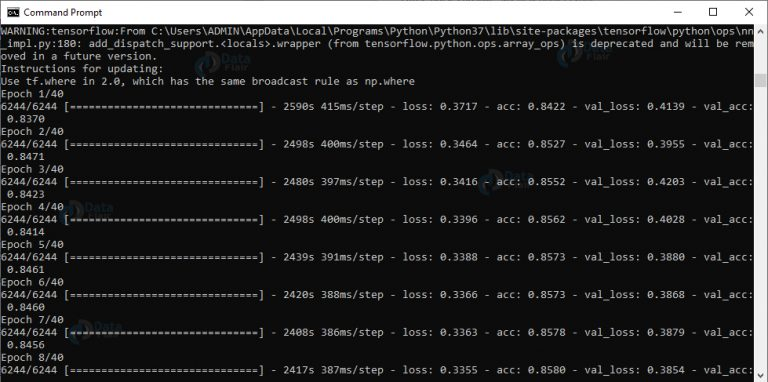 Command Prompt
WARNING:tensorflow:From C:\Users\ADMIN\AppData\Local\Programs\Python\Python37\lib\site-packages\tensorflow\python\ops\nn
_impl.py:180: add_dispatch_support.<locals>.wrapper (from tensorflow.python.ops.array_ops) is deprecated and will be rem
oved in a future version.
Instructions for updating:
Use tf.where in 2.0, which has the same broadcast rule as np.where
Epoch 1/40
6244/6244 [==============================] - 2590s 415ms/step - loss: 0.3717 - acc: 0.8422 - val_loss: 0.4139 - val_acc:
0.8370
Epoch 2/40
6244/6244 [==============================] - 2498s 400ms/step - loss: 0.3464 - acc: 0.8527 - val_loss: 0.3955 - val_acc:
0.8471
Epoch 3/40
6244/6244 [==============================] - 2480s 397ms/step - loss: 0.3416 - acc: 0.8552 - val_loss: 0.4203 - val_acc:
0.8423
Epoch 4/40
6244/6244 [==============================] - 2498s 400ms/step - loss: 0.3396 - acc: 0.8562 - val_loss: 0.4028 - val_acc:
0.8414
Epoch 5/40
6244/6244 [==============================] - 2439s 391ms/step - loss: 0.3388 - acc: 0.8573 - val_loss: 0.3880 - val_acc:
0.8461
Epoch 6/40
6244/6244 [==============================] - 2420s 388ms/step - loss: 0.3366 - acc: 0.8573 - val_loss: 0.3868 - val_acc:
0.8460
Epoch 7/40
6244/6244 [==============================] - 2408s 386ms/step - loss: 0.3363 - acc: 0.8578 - val_loss: 0.3879 - val_acc:
0.8456
Epoch 8/40
6244/6244 [==============================] - 2417s 387ms/step - loss: 0.3355 - acc: 0.8580 - val_loss: 0.3854 - val_acc:
Data
Flair
Data
Flair
Data
Flair
Data
Flair
Data
Flair